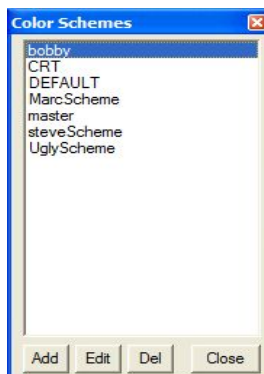 Color Schemes
bobby
CRT
DEFAULT
MarcScheme
master
steveScheme
UglyScheme
Add Edit Del Close